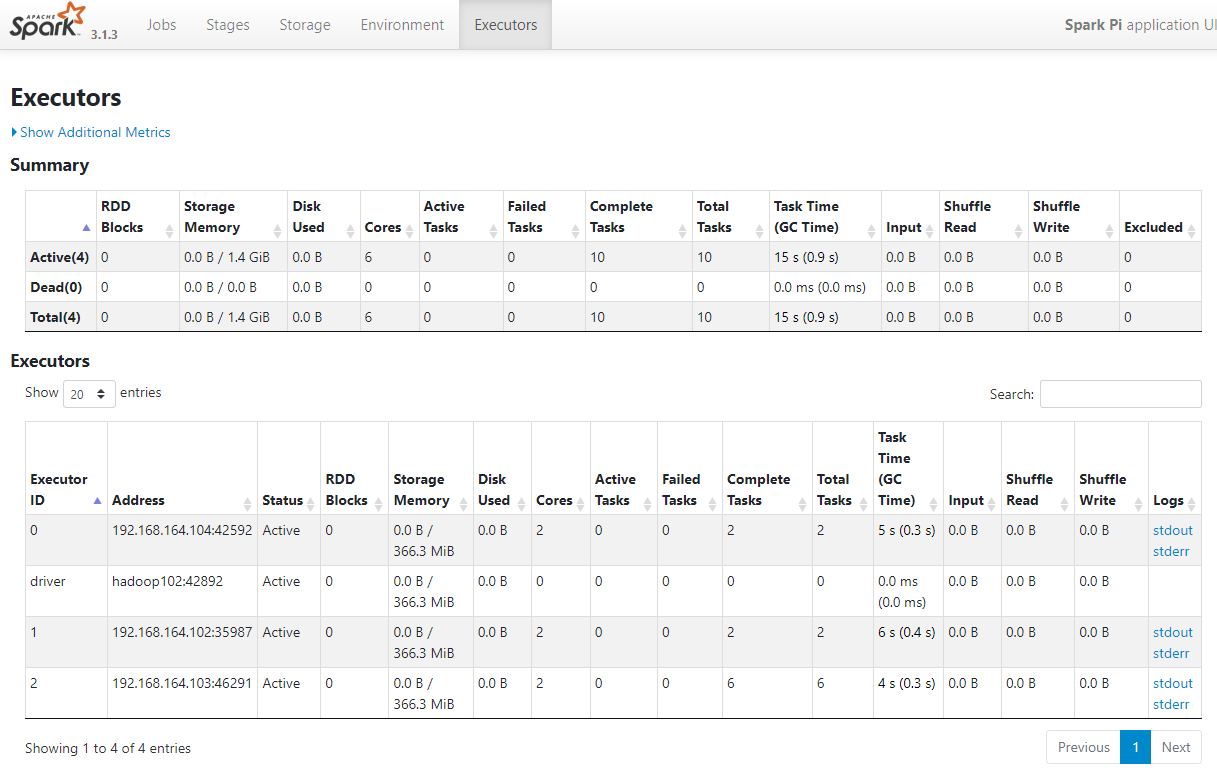 APACHE Spark 3.1.3 Jobs Stages Storage Environment Executors Spark Pi application UI
Executors
Show Additional Metrics
Summary
RDD Blocks Storage Memory Disk Used Cores Active Tasks Failed Tasks Complete Tasks Total Tasks Task Time (GC Time) Input Shuffle Read Shuffle Write Excluded
Active(4) 0 0.0 B / 1.4 GiB 0.0 B 6 0 0 10 10 15 s (0.9 s) 0.0 B 0.0 B 0.0 B 0
Dead(0) 0 0.0 B / 0.0 B 0.0 B 0 0 0 0 0 0.0 ms (0.0 ms) 0.0 B 0.0 B 0.0 B 0
Total(4) 0 0.0 B / 1.4 GiB 0.0 B 6 0 0 10 10 15 s (0.9 s) 0.0 B 0.0 B 0.0 B 0
Executors
Show 20 entries Search:
Executor ID Address Status RDD Blocks Storage Memory Disk Used Cores Active Tasks Failed Tasks Complete Tasks Total Tasks Task Time (GC Time) Input Shuffle Read Shuffle Write Logs
0 192.168.164.104:42592 Active 0 0.0 B / 366.3 MiB 0.0 B 2 0 0 2 2 5 s (0.3 s) 0.0 B 0.0 B 0.0 B stdout stderr
driver hadoop102:42892 Active 0 0.0 B / 366.3 MiB 0.0 B 0 0 0 0 0 0.0 ms (0.0 ms) 0.0 B 0.0 B 0.0 B
1 192.168.164.102:35987 Active 0 0.0 B / 366.3 MiB 0.0 B 2 0 0 2 2 6 s (0.4 s) 0.0 B 0.0 B 0.0 B stdout stderr
2 192.168.164.103:46291 Active 0 0.0 B / 366.3 MiB 0.0 B 2 0 0 6 6 4 s (0.3 s) 0.0 B 0.0 B 0.0 B stdout stderr
Showing 1 to 4 of 4 entries Previous 1 Next